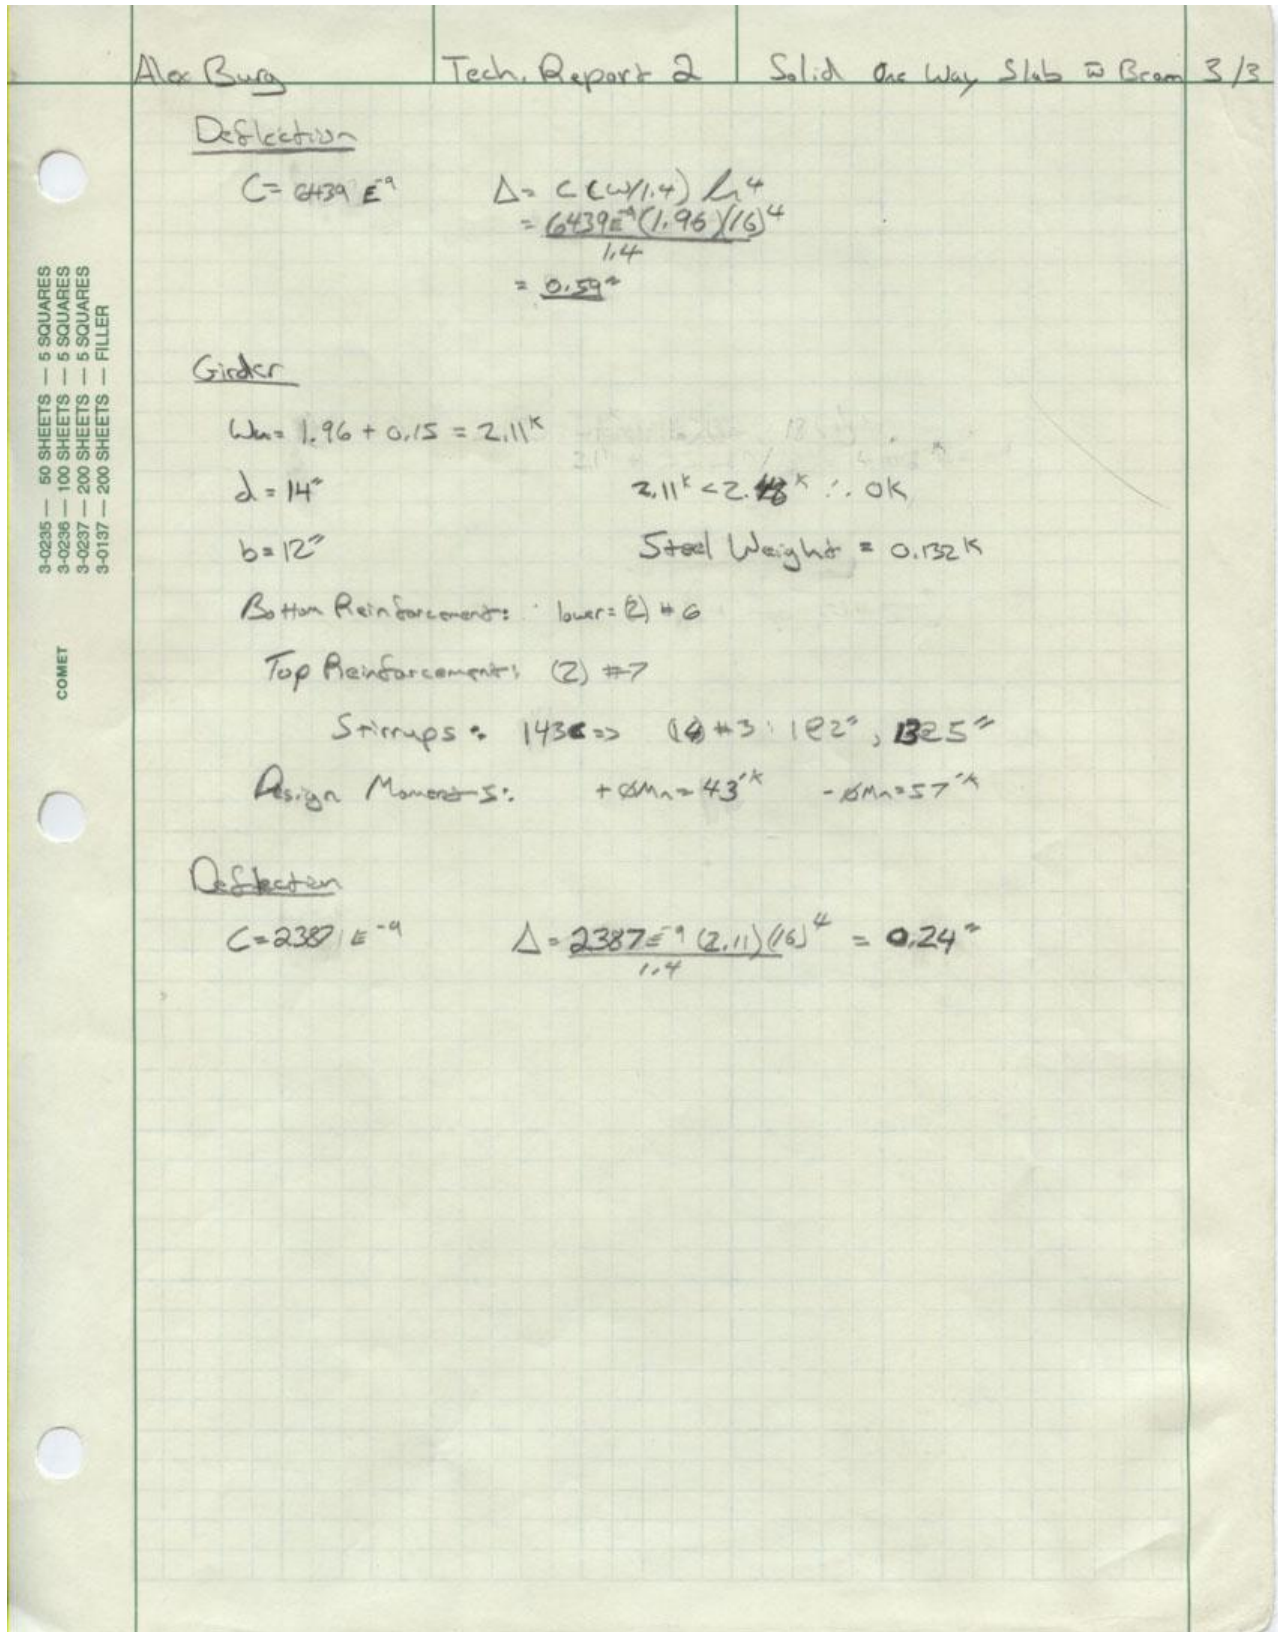 Alex Burg Tech. Report 2 Solid One Way Slab w Beam 3/3
Deflection
C= 6439 E⁻⁹ Δ= C(W/1.4) ln⁴
= 6439E⁻⁹(1.96)(16)⁴
1.4
= 0.59"
Girder
Wu= 1.96 + 0.15 = 2.11ᴷ
d = 14" 2.11ᴷ < 2. ᴷ ∴ OK
b=12" Steel Weight = 0.132K
Bottom Reinforcement: lower= (2) #6
Top Reinforcement: (2) #7
Stirrups: 143 => #3: 1@2", 13@5"
Design Moments: +ØMn=43'ᴷ -ØMn=57'ᴷ
Deflection
C=2387 E⁻⁹ Δ= 2387E⁻⁹(2.11)(16)⁴ = 0.24"
1.4
3-0235 — 50 SHEETS — 5 SQUARES
3-0236 — 100 SHEETS — 5 SQUARES
3-0237 — 200 SHEETS — 5 SQUARES
3-0137 — 200 SHEETS — FILLER
COMET